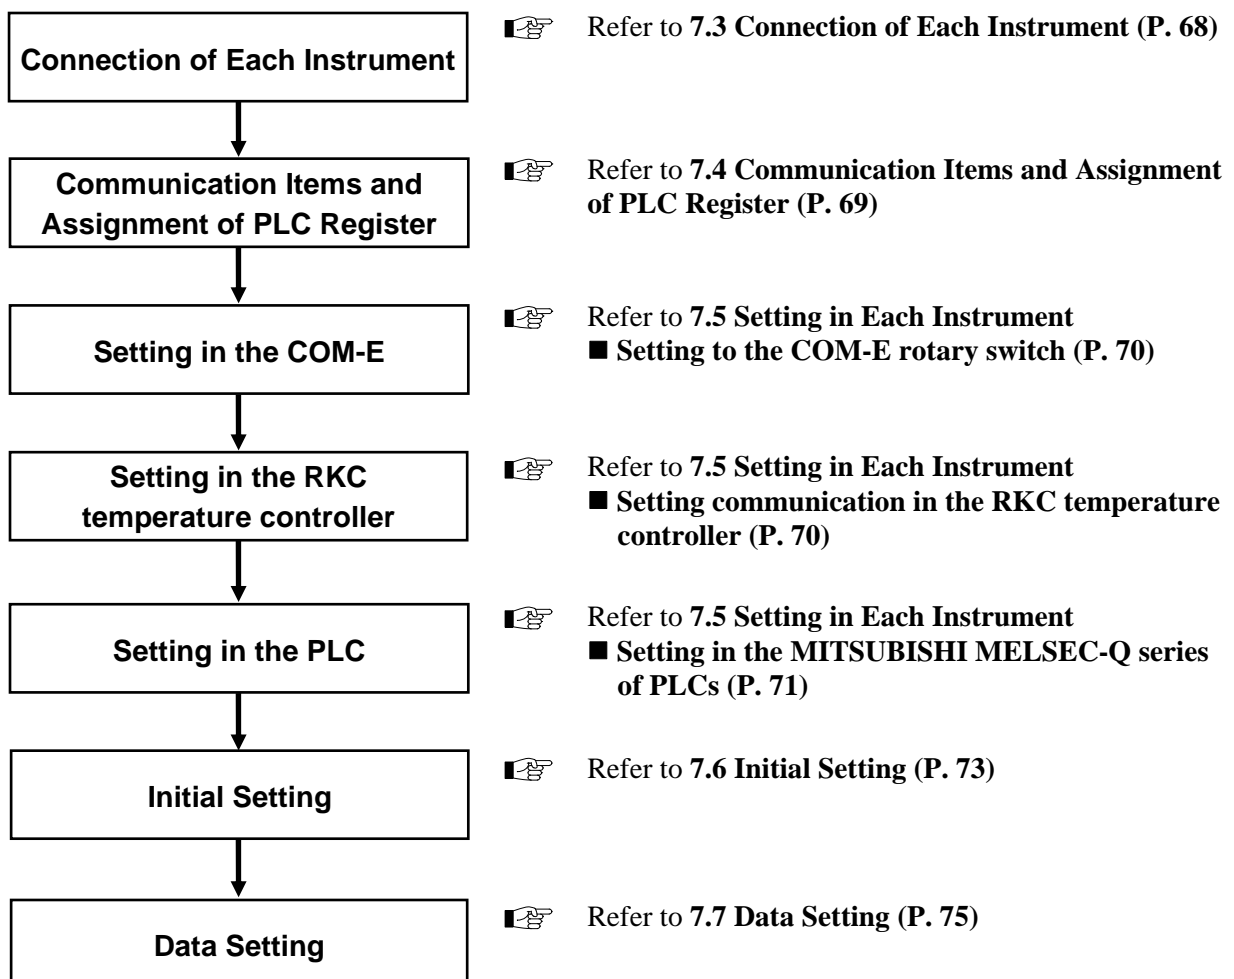 Connection of Each Instrument
Refer to 7.3 Connection of Each Instrument (P. 68)
Communication Items and
Assignment of PLC Register
Refer to 7.4 Communication Items and Assignment
of PLC Register (P. 69)
Setting in the COM-E
Refer to 7.5 Setting in Each Instrument
■ Setting to the COM-E rotary switch (P. 70)
Setting in the RKC
temperature controller
Refer to 7.5 Setting in Each Instrument
■ Setting communication in the RKC temperature
controller (P. 70)
Setting in the PLC
Refer to 7.5 Setting in Each Instrument
■ Setting in the MITSUBISHI MELSEC-Q series
of PLCs (P. 71)
Initial Setting
Refer to 7.6 Initial Setting (P. 73)
Data Setting
Refer to 7.7 Data Setting (P. 75)